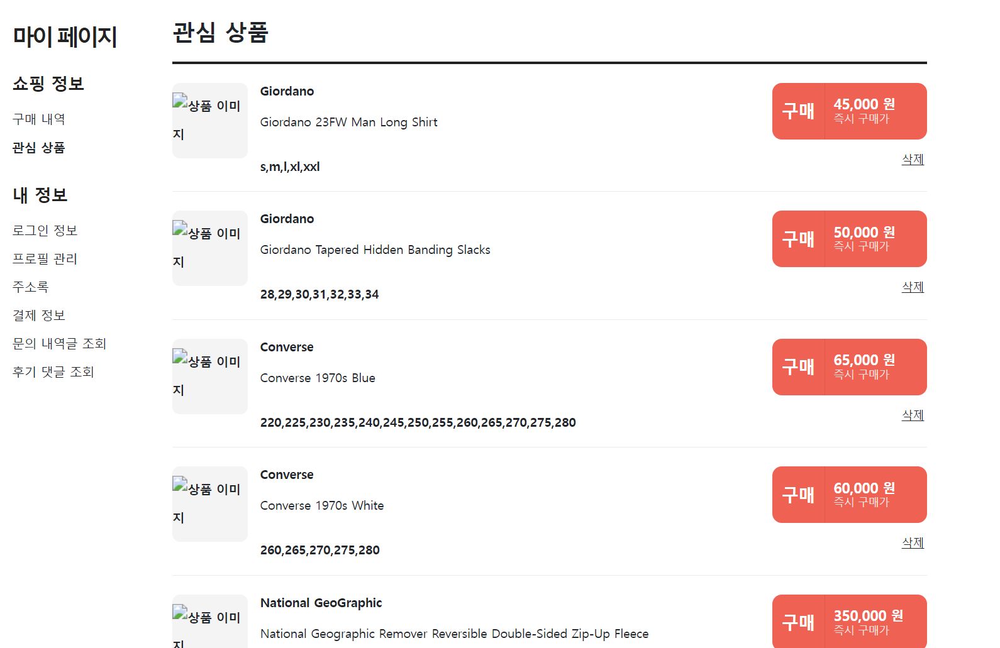 마이 페이지
쇼핑 정보
구매 내역
관심 상품
내 정보
로그인 정보
프로필 관리
주소록
결제 정보
문의 내역글 조회
후기 댓글 조회
관심 상품
상품 이미
지
Giordano
Giordano 23FW Man Long Shirt
s,m,l,xl,xxl
구매
45,000 원
즉시 구매가
삭제
상품 이미
지
Giordano
Giordano Tapered Hidden Banding Slacks
28,29,30,31,32,33,34
구매
50,000 원
즉시 구매가
삭제
상품 이미
지
Converse
Converse 1970s Blue
220,225,230,235,240,245,250,255,260,265,270,275,280
구매
65,000 원
즉시 구매가
삭제
상품 이미
지
Converse
Converse 1970s White
260,265,270,275,280
구매
60,000 원
즉시 구매가
삭제
상품 이미
지
National GeoGraphic
National Geographic Remover Reversible Double-Sided Zip-Up Fleece
구매
350,000 원
즉시 구매가